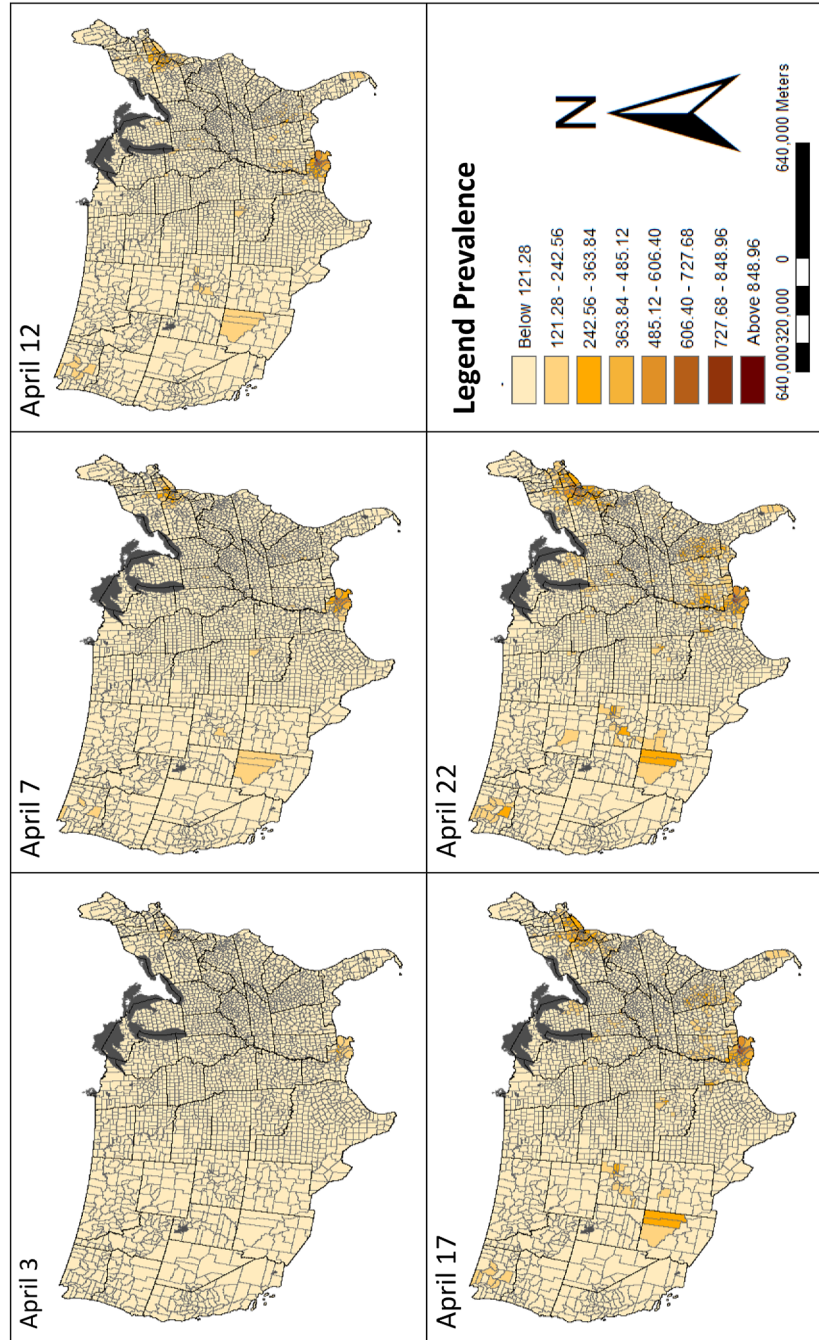 April 3
April 7
April 12
April 17
April 22
Legend Prevalence
Below 121.28
121.28 - 242.56
242.56 - 363.84
363.84 - 485.12
485.12 - 606.40
606.40 - 727.68
727.68 - 848.96
Above 848.96
N
640,000320,000 0 640,000 Meters